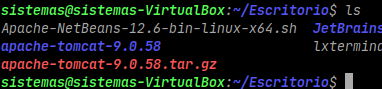 sistemas@sistemas-VirtualBox:~/Escritorio$ ls
Apache-NetBeans-12.6-bin-linux-x64.sh JetBrains
apache-tomcat-9.0.58 lxtermina
apache-tomcat-9.0.58.tar.gz
sistemas@sistemas-VirtualBox:~/Escritorio$